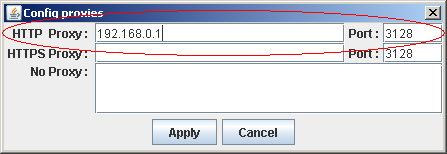 Config proxies
HTTP Proxy: 192.168.0.1 Port: 3128
HTTPS Proxy: Port: 3128
No Proxy:
Apply Cancel